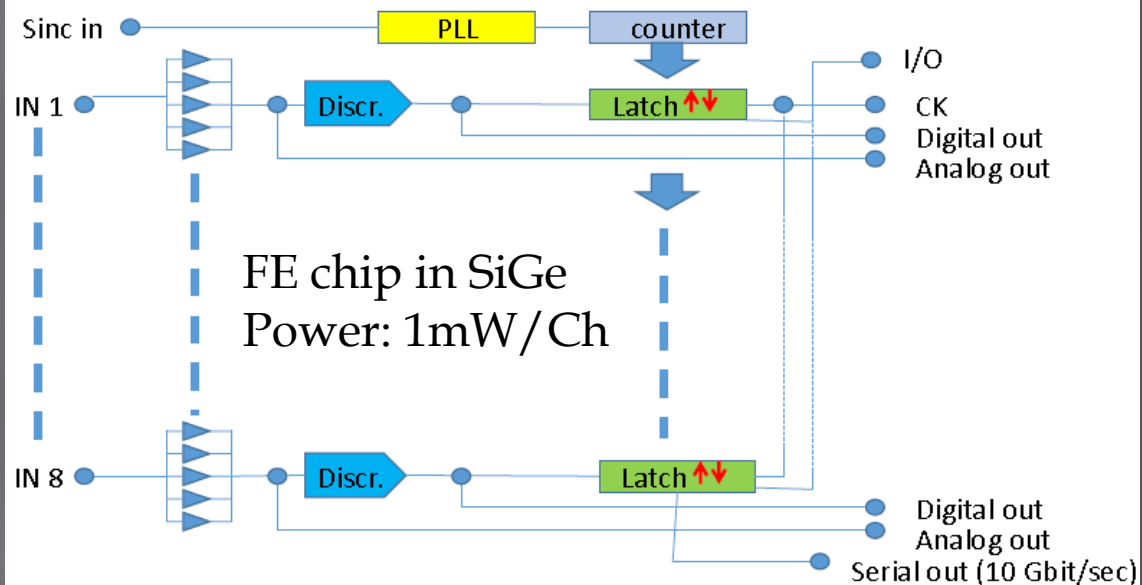 Sinc in
PLL
counter
I/O
IN 1
Discr.
Latch
CK
Digital out
Analog out
FE chip in SiGe
Power: 1mW/Ch
IN 8
Discr.
Latch
Digital out
Analog out
Serial out (10 Gbit/sec)